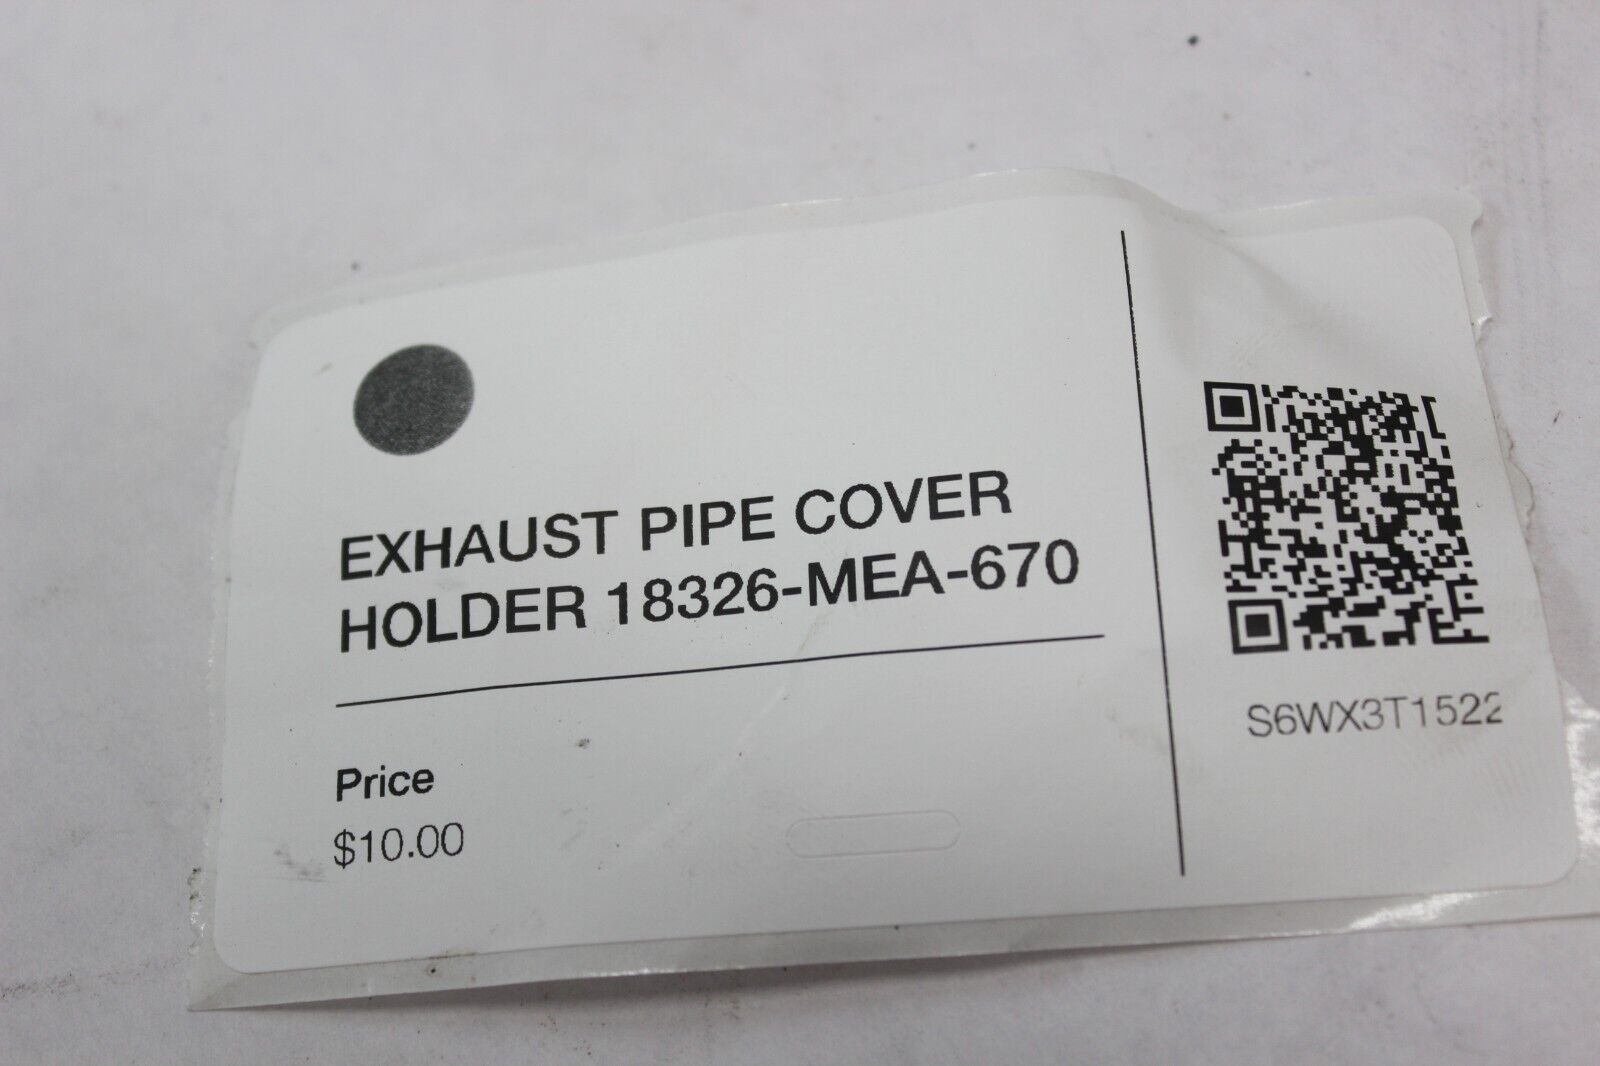 EXHAUST PIPE COVER
HOLDER 18326-MEA-670
Price
$10.00
S6WX3T1522